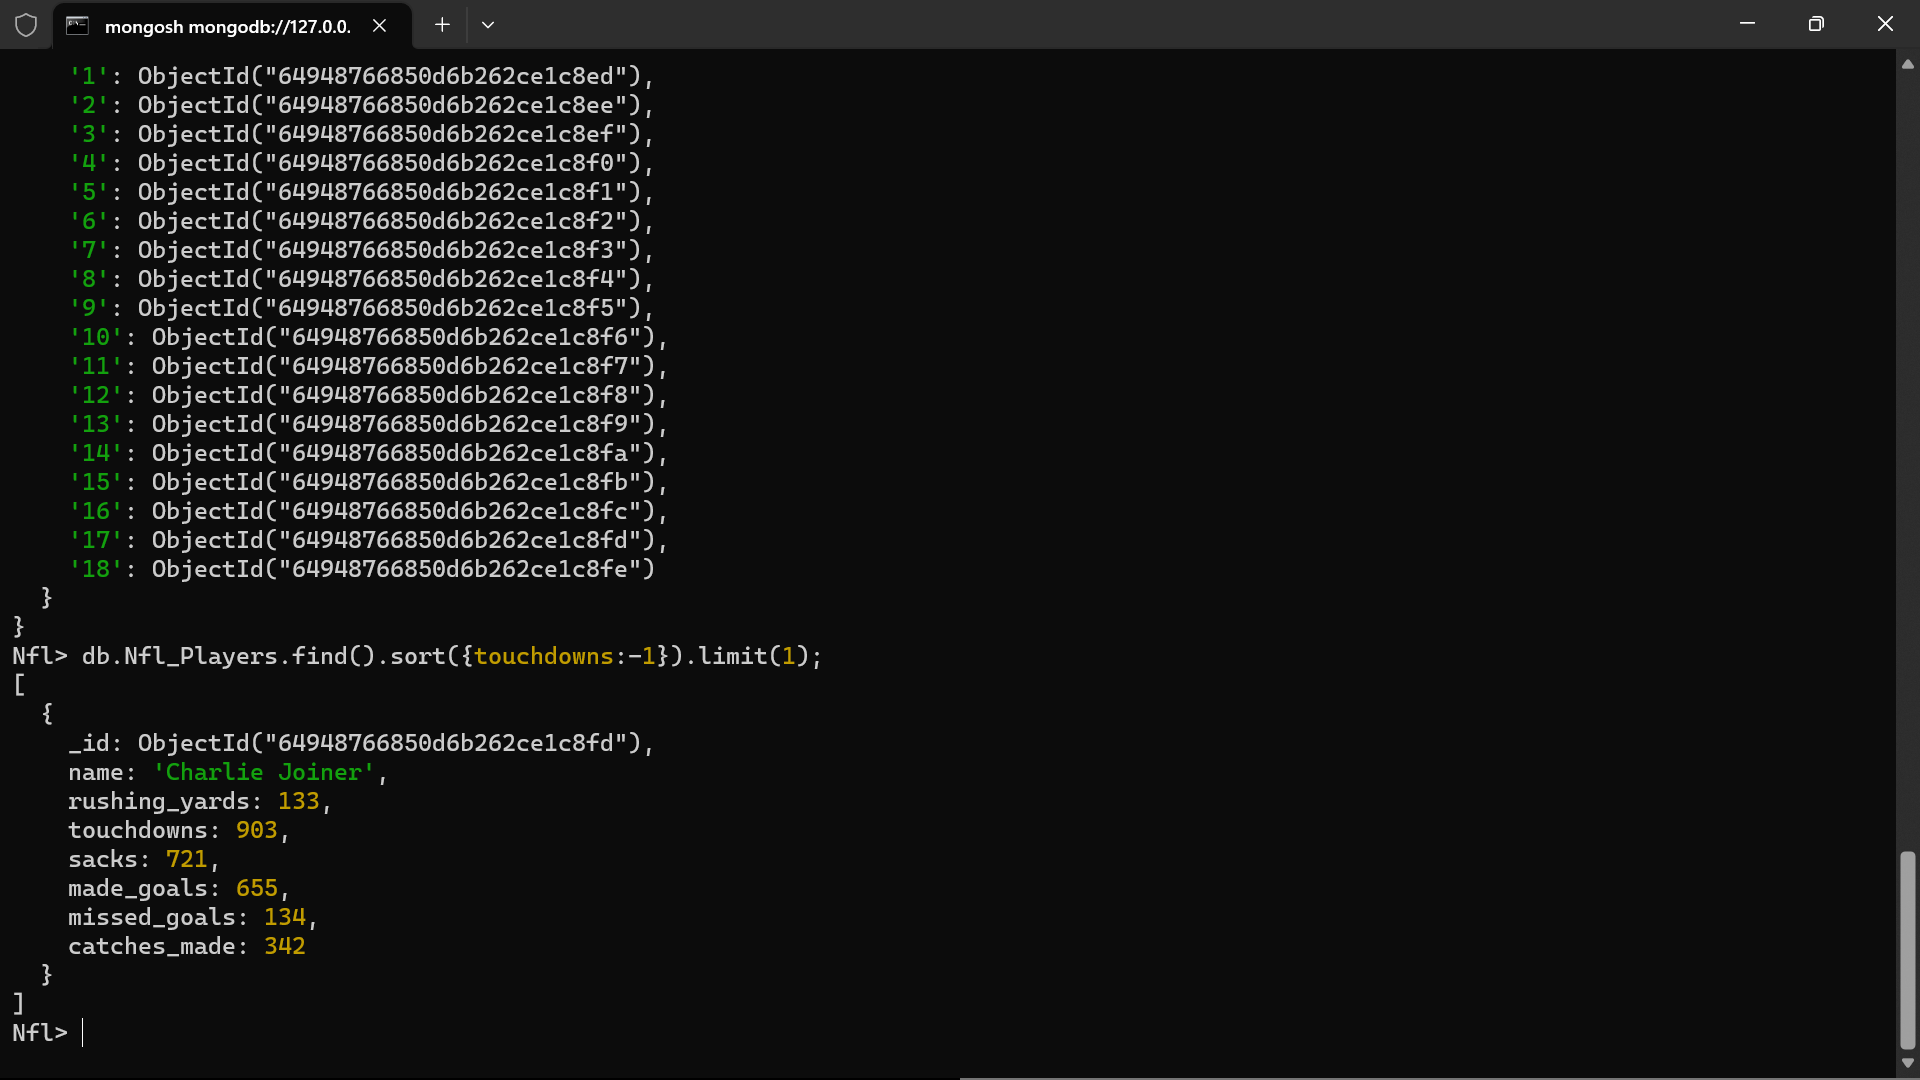 mongosh mongodb://127.0.0.
'1': ObjectId("64948766850d6b262ce1c8ed"),
'2': ObjectId("64948766850d6b262ce1c8ee"),
'3': ObjectId("64948766850d6b262ce1c8ef"),
'4': ObjectId("64948766850d6b262ce1c8f0"),
'5': ObjectId("64948766850d6b262ce1c8f1"),
'6': ObjectId("64948766850d6b262ce1c8f2"),
'7': ObjectId("64948766850d6b262ce1c8f3"),
'8': ObjectId("64948766850d6b262ce1c8f4"),
'9': ObjectId("64948766850d6b262ce1c8f5"),
'10': ObjectId("64948766850d6b262ce1c8f6"),
'11': ObjectId("64948766850d6b262ce1c8f7"),
'12': ObjectId("64948766850d6b262ce1c8f8"),
'13': ObjectId("64948766850d6b262ce1c8f9"),
'14': ObjectId("64948766850d6b262ce1c8fa"),
'15': ObjectId("64948766850d6b262ce1c8fb"),
'16': ObjectId("64948766850d6b262ce1c8fc"),
'17': ObjectId("64948766850d6b262ce1c8fd"),
'18': ObjectId("64948766850d6b262ce1c8fe")
}
}
Nfl> db.Nfl_Players.find().sort({touchdowns:-1}).limit(1);
[
{
_id: ObjectId("64948766850d6b262ce1c8fd"),
name: 'Charlie Joiner',
rushing_yards: 133,
touchdowns: 903,
sacks: 721,
made_goals: 655,
missed_goals: 134,
catches_made: 342
}
]
Nfl>